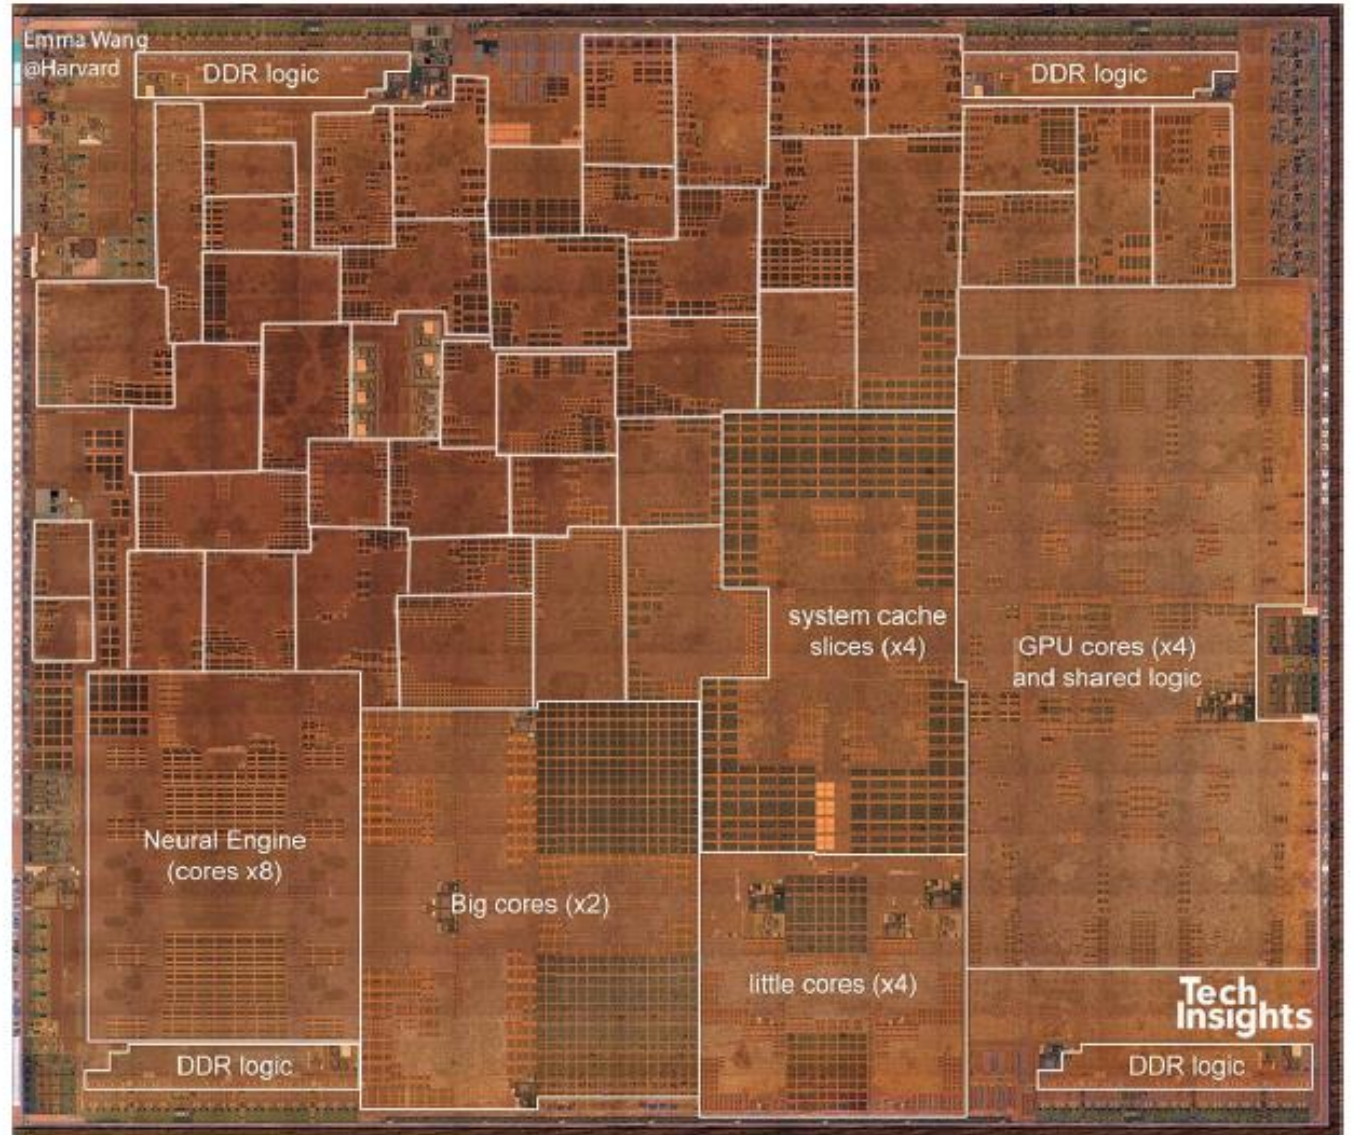 Emma Wang
@Harvard
DDR logic
DDR logic
system cache
slices (x4)
GPU cores (x4)
and shared logic
Neural Engine
(cores x8)
Big cores (x2)
little cores (x4)
Tech
Insights
DDR logic
DDR logic